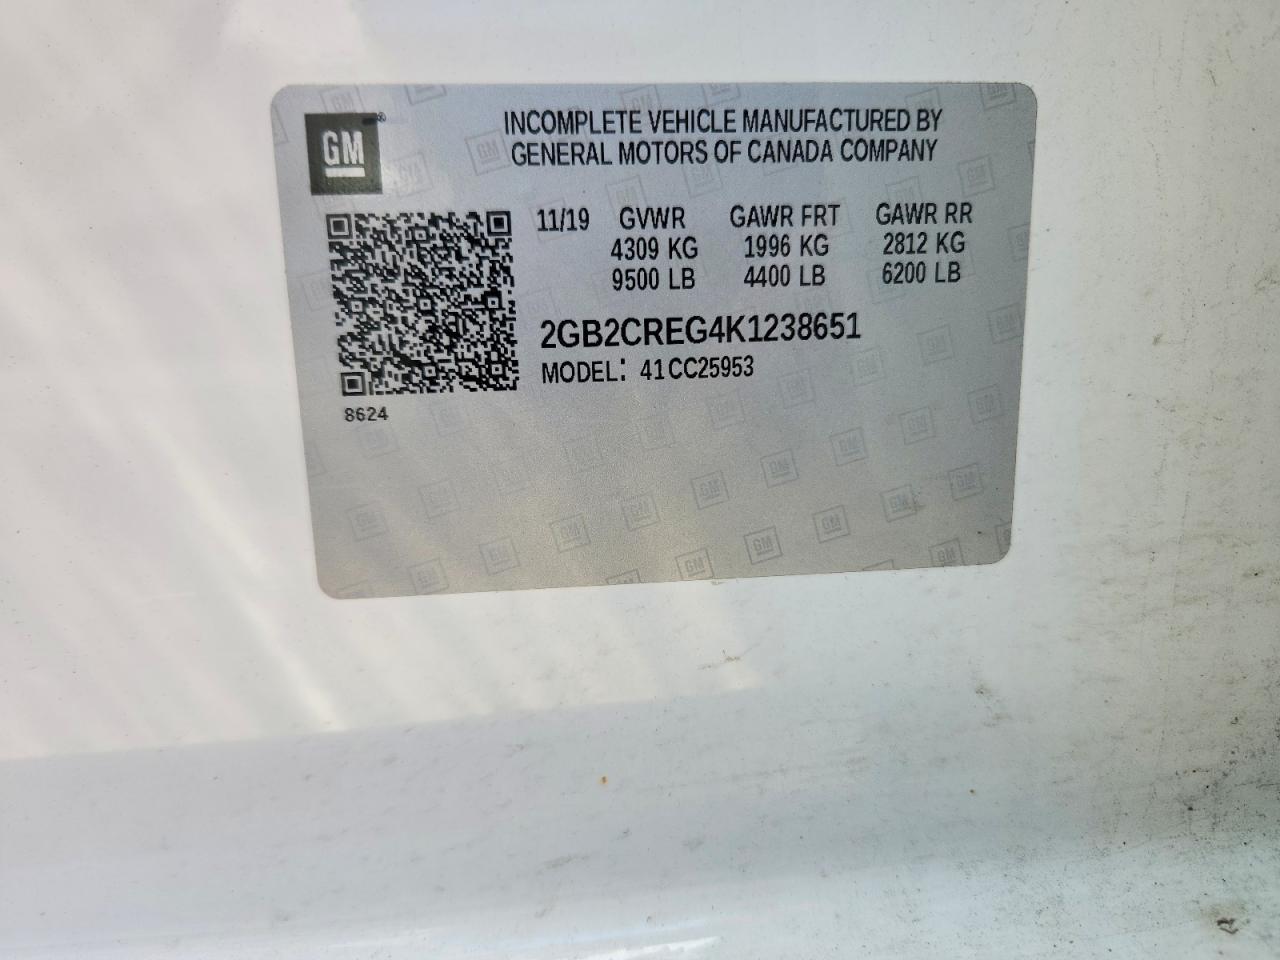 GM
INCOMPLETE VEHICLE MANUFACTURED BY
GENERAL MOTORS OF CANADA COMPANY
11/19 GVWR GAWR FRT GAWR RR
4309 KG 1996 KG 2812 KG
9500 LB 4400 LB 6200 LB
2GB2CREG4K1238651
MODEL: 41CC25953
8624